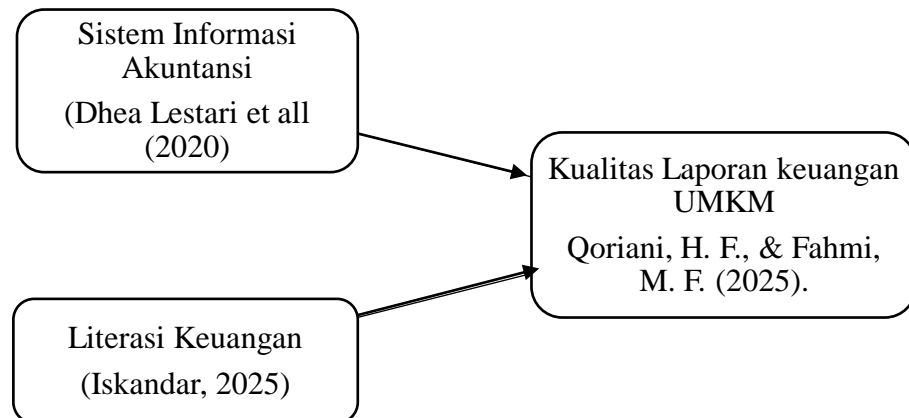 Sistem Informasi
Akuntansi
(Dhea Lestari et all
(2020)
Kualitas Laporan keuangan
UMKM
Qoriani, H. F., & Fahmi,
M. F. (2025).
Literasi Keuangan
(Iskandar, 2025)